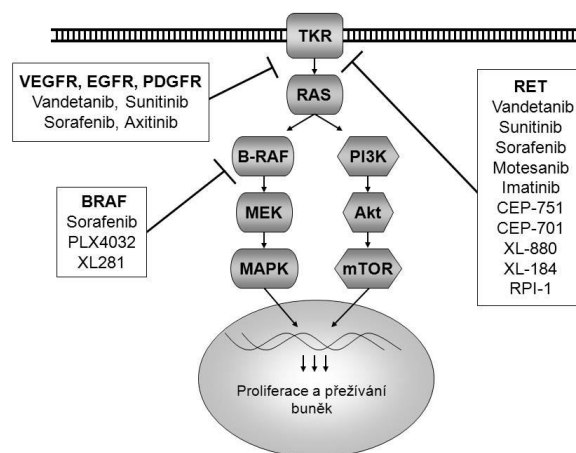 TKR
VEGFR, EGFR, PDGFR
Vandetanib, Sunitinib
Sorafenib, Axitinib
RAS
RET
Vandetanib
Sunitinib
Sorafenib
Motesanib
Imatinib
CEP-751
CEP-701
XL-880
XL-184
RPI-1
B-RAF
PI3K
BRAF
Sorafenib
PLX4032
XL281
MEK
Akt
MAPK
mTOR
Proliferace a přežívání
buněk